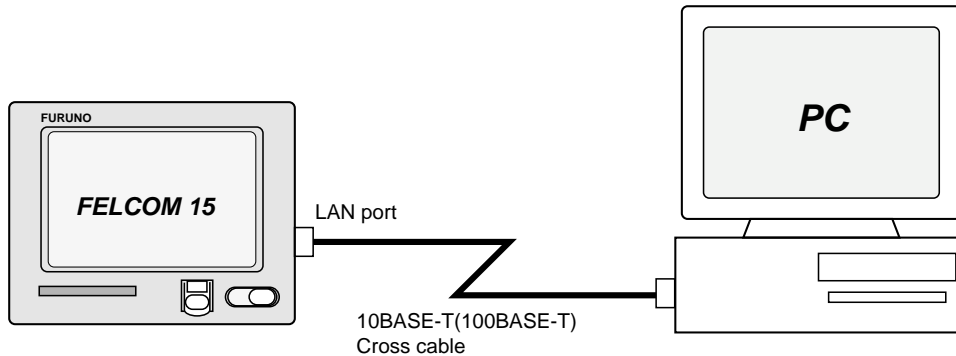 FURUNO
FELCOM 15
LAN port
PC
10BASE-T(100BASE-T)
Cross cable